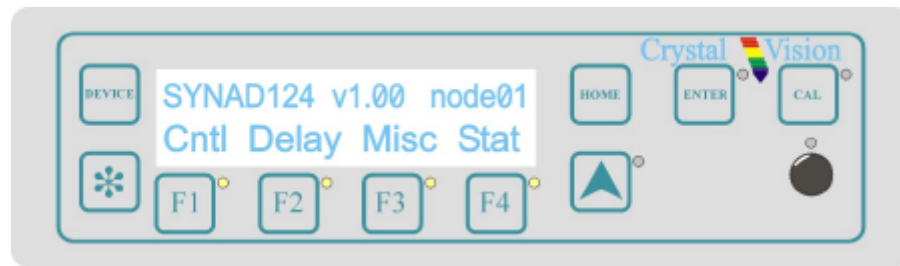 Crystal Vision
DEVICE
SYNAD124 v1.00 node01
Cntl Delay Misc Stat
HOME
ENTER
CAL
F1
F2
F3
F4